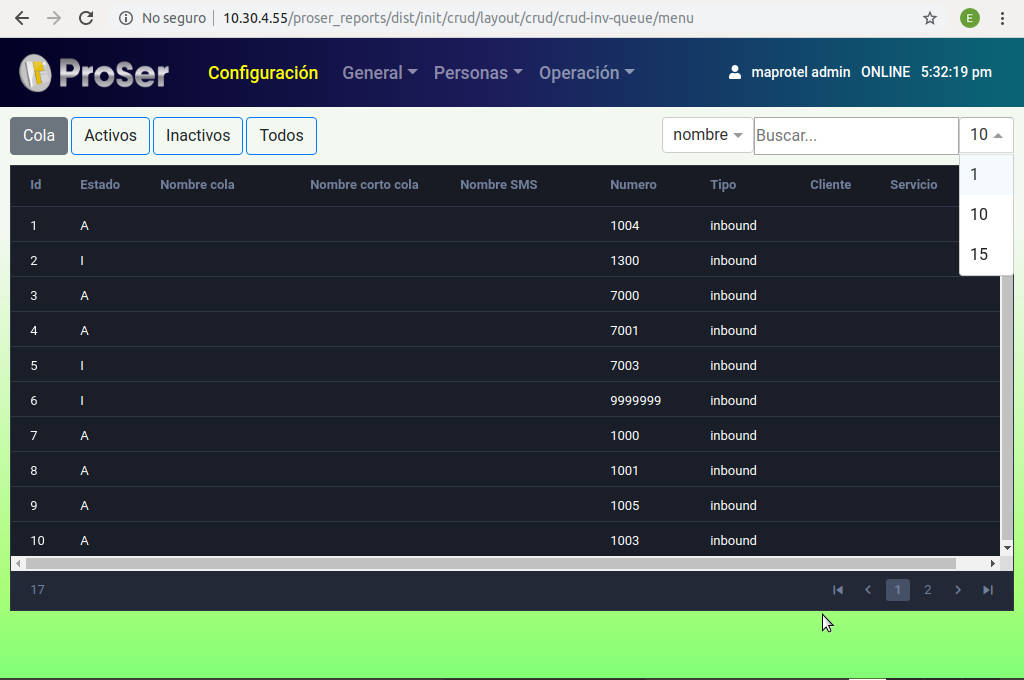 No seguro 10.30.4.55/proser_reports/dist/init/crud/layout/crud/crud-inv-queue/menu E
ProSer Configuración General Personas Operación maprotel admin ONLINE 5:32:19 pm
Cola Activos Inactivos Todos nombre Buscar... 10
1
10
15
Id Estado Nombre cola Nombre corto cola Nombre SMS Numero Tipo Cliente Servicio
1 A 1004 inbound
2 I 1300 inbound
3 A 7000 inbound
4 A 7001 inbound
5 I 7003 inbound
6 I 9999999 inbound
7 A 1000 inbound
8 A 1001 inbound
9 A 1005 inbound
10 A 1003 inbound
17 1 2